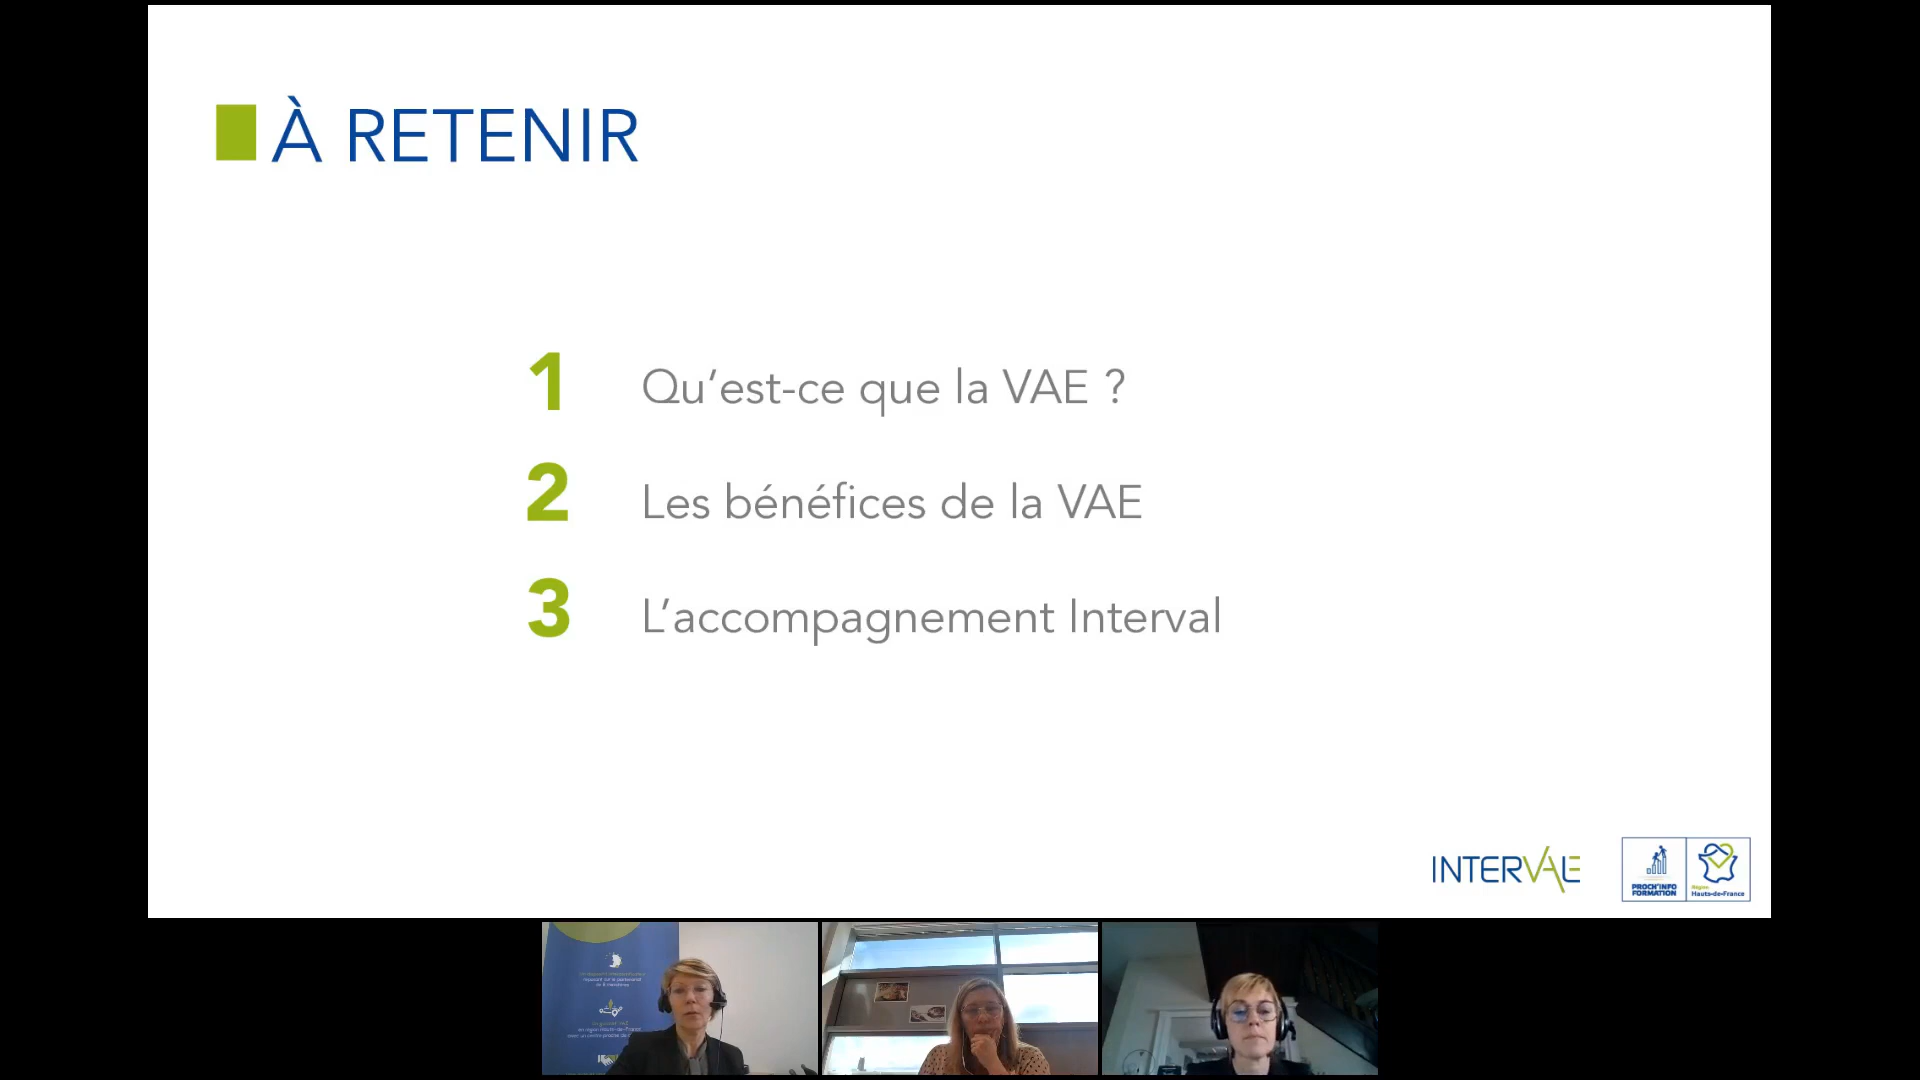 À RETENIR
1 Qu’est-ce que la VAE ?
2 Les bénéfices de la VAE
3 L’accompagnement Interval
INTERVAE
PROCH'INFO
FORMATION
Région
Hauts-de-France